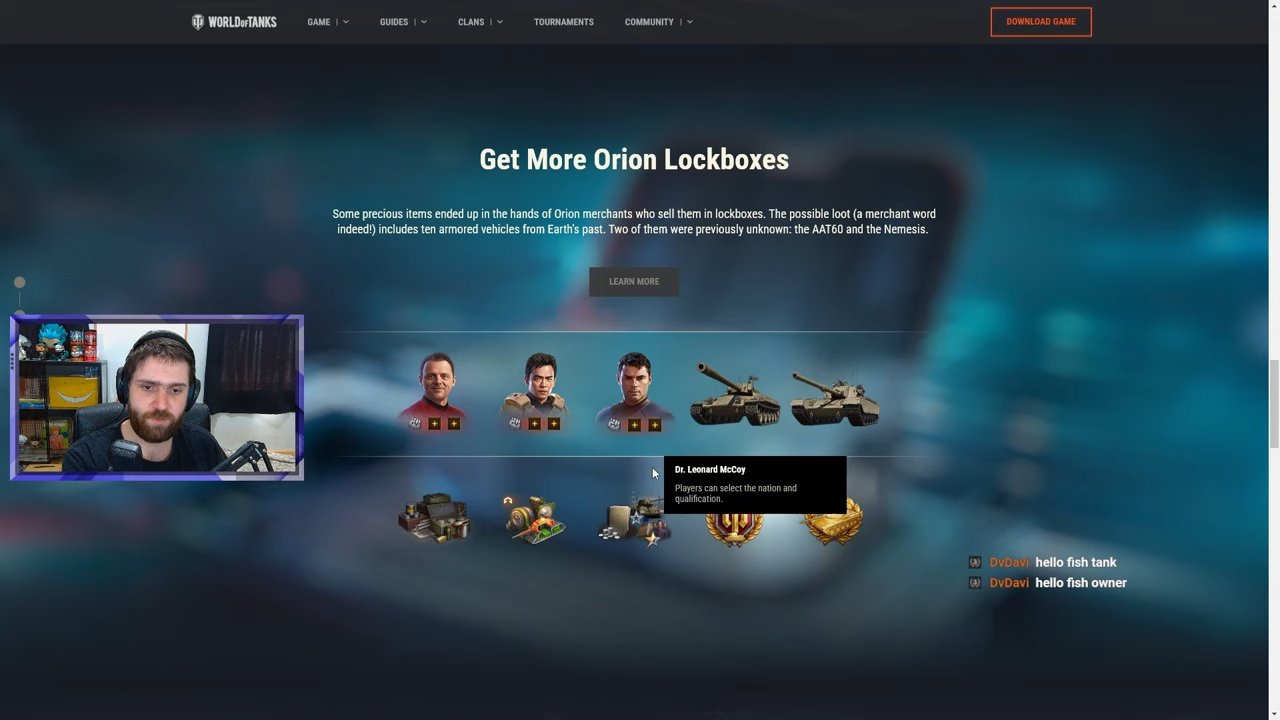 WORLD OF TANKS
GAME
GUIDES
CLANS
TOURNAMENTS
COMMUNITY
DOWNLOAD GAME
Get More Orion Lockboxes
Some precious items ended up in the hands of Orion merchants who sell them in lockboxes. The possible loot (a merchant word
indeed!) includes ten armored vehicles from Earth's past. Two of them were previously unknown: the AAT60 and the Nemesis.
LEARN MORE
Dr. Leonard McCoy
Players can select the nation and
qualification.
DvDavi hello fish tank
DvDavi hello fish owner